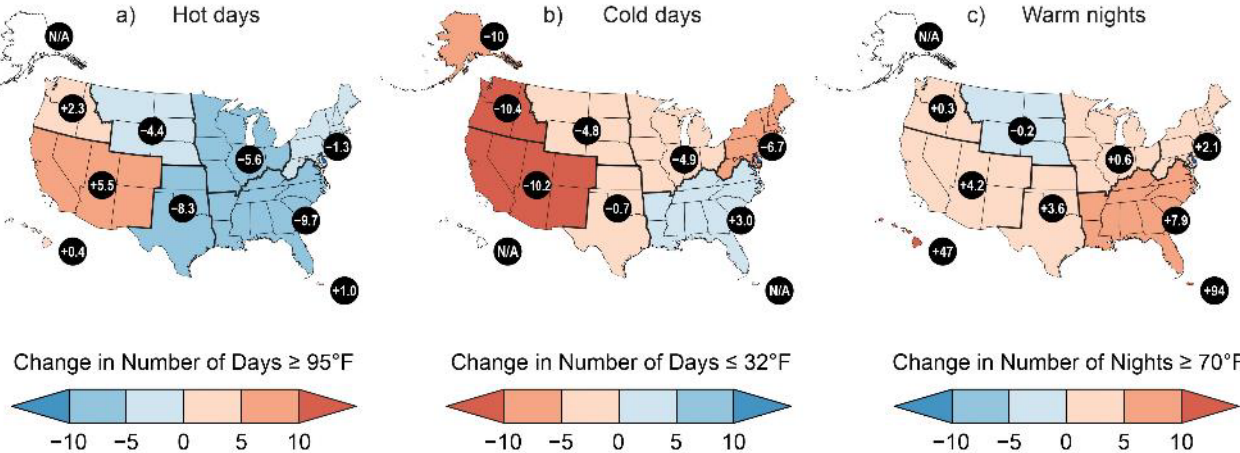 a) Hot days
N/A
+2.3
−4.4
−1.3
−5.6
+5.5
−8.3
−9.7
+0.4
+1.0
Change in Number of Days ≥ 95°F
−10 −5 0 5 10
b) Cold days
−10
−10.4
−4.8
−6.7
−4.9
−10.2
−0.7
+3.0
N/A
N/A
Change in Number of Days ≤ 32°F
−10 −5 0 5 10
c) Warm nights
N/A
+0.3
−0.2
+2.1
+0.6
+4.2
+3.6
+7.9
+47
+94
Change in Number of Nights ≥ 70°F
−10 −5 0 5 10